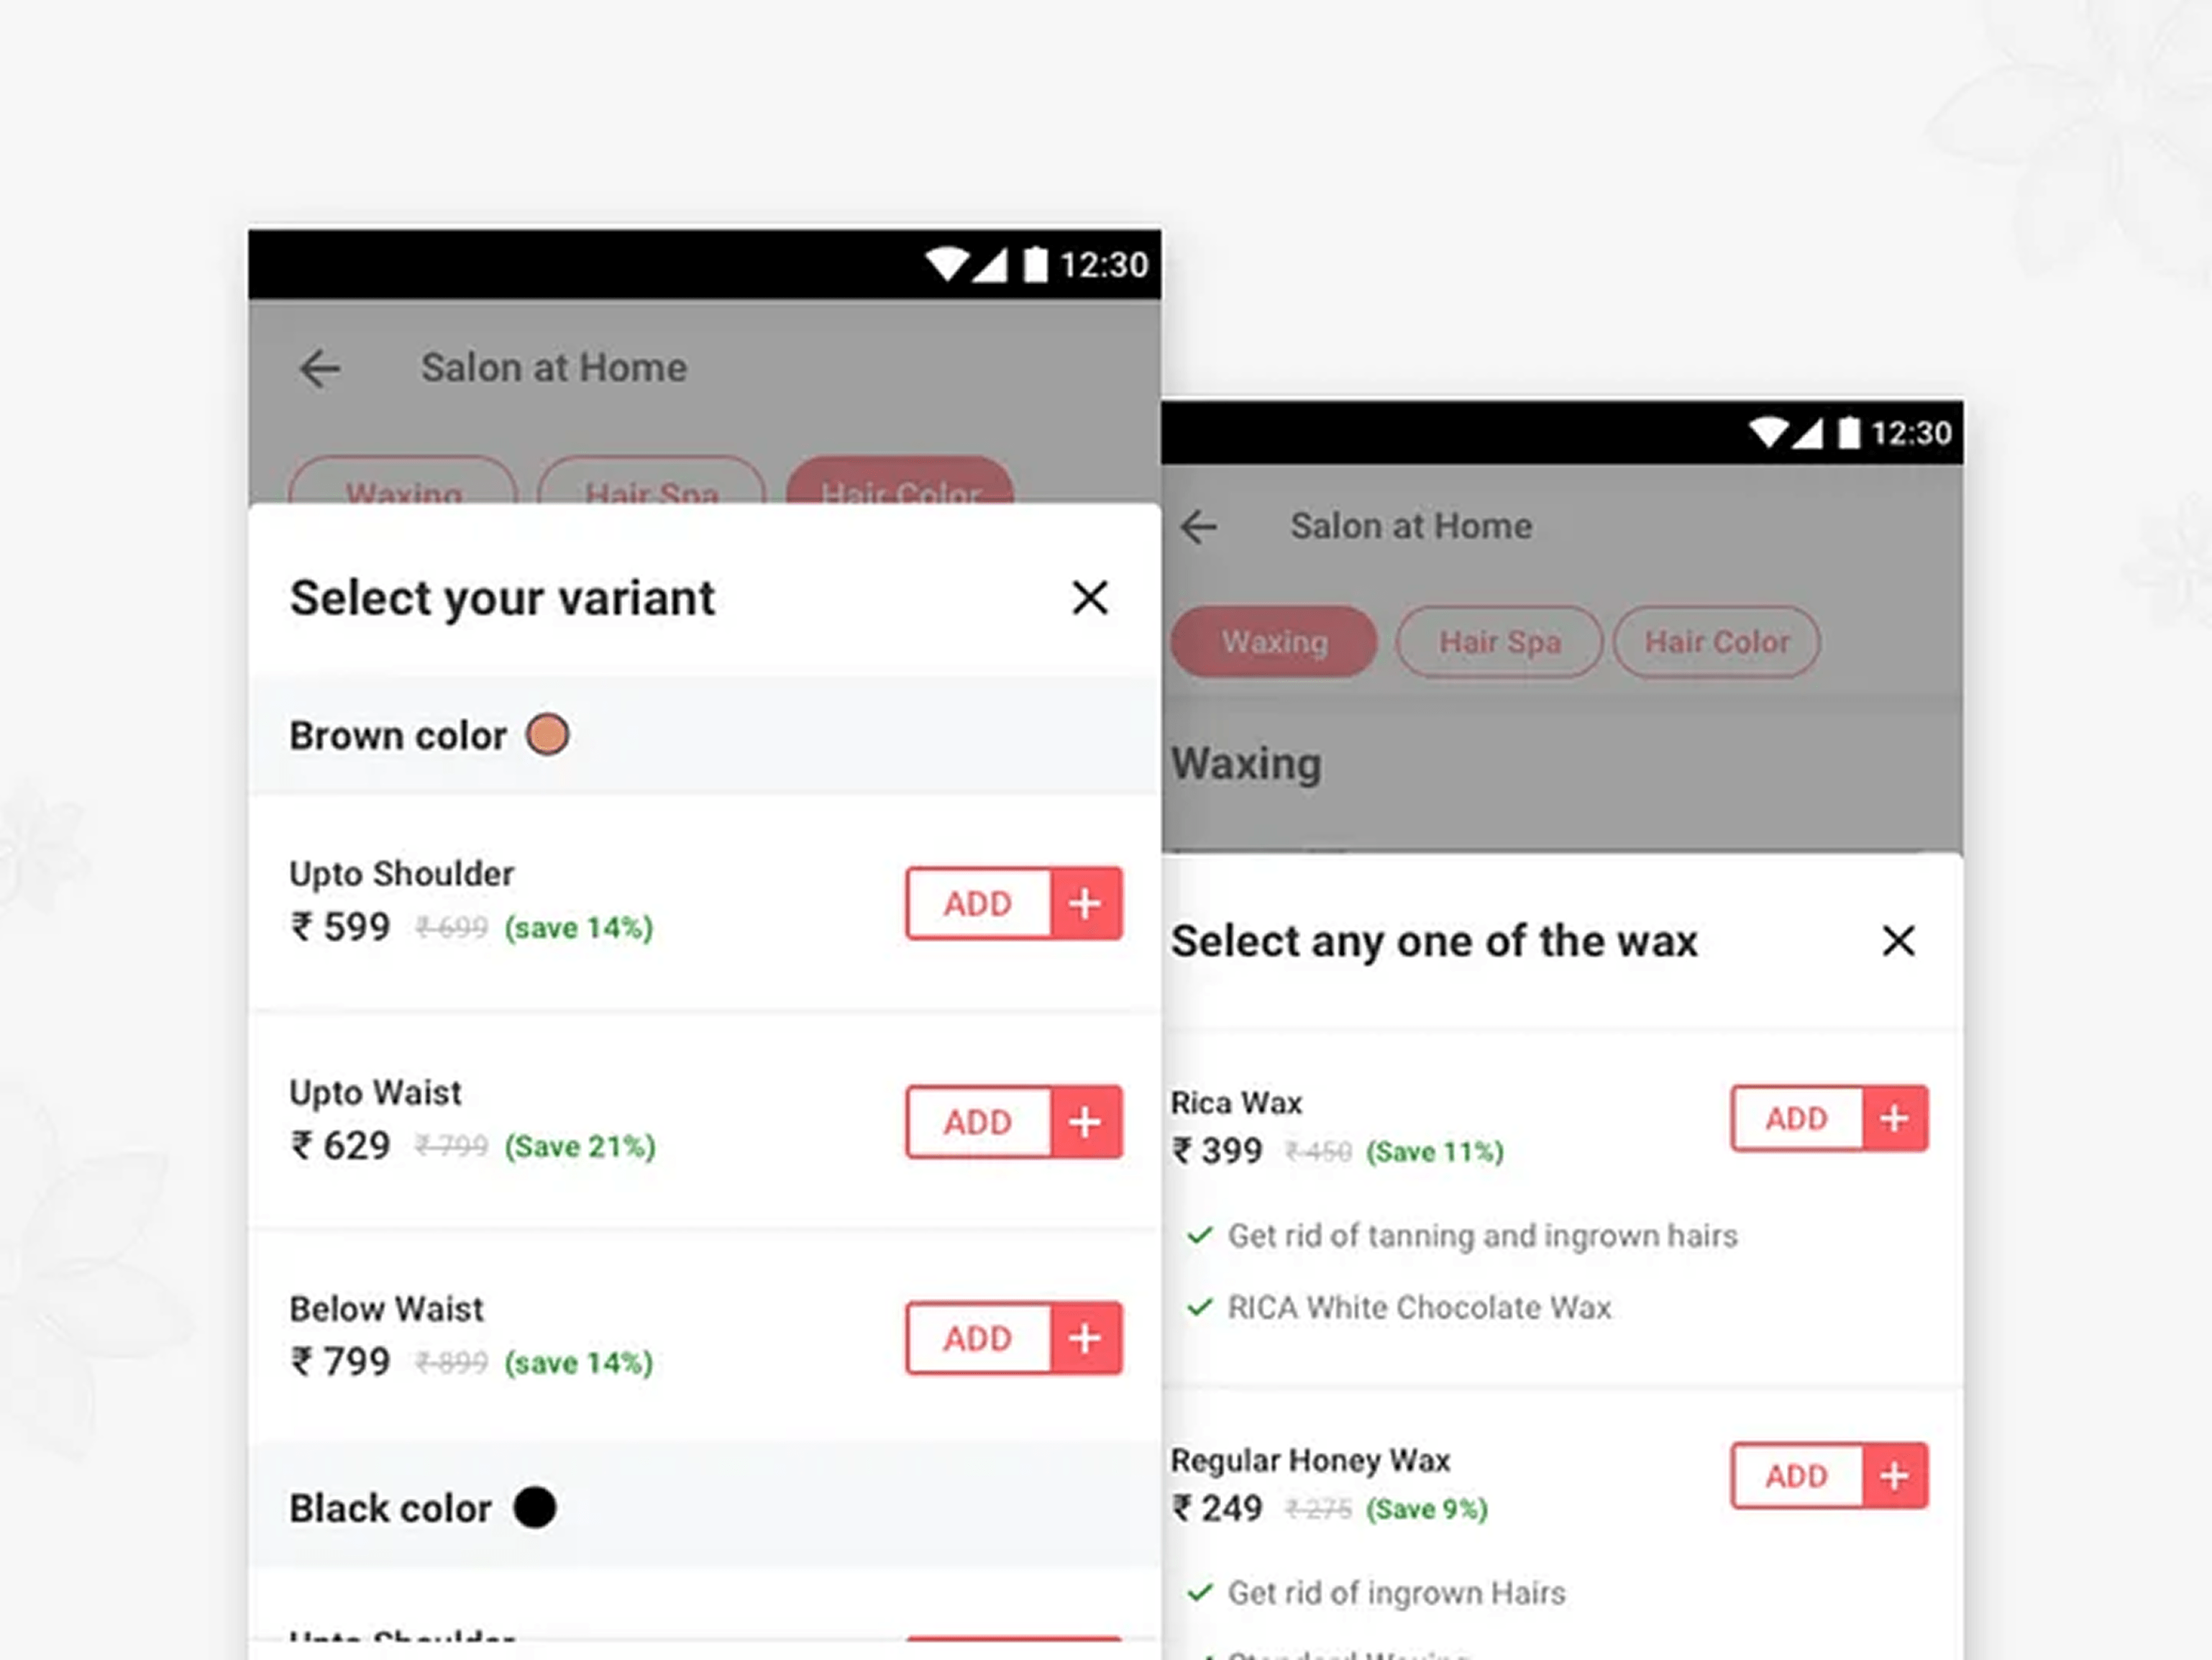 12:30
Salon at Home
Waxing Hair Spa Hair Color
Select your variant
Brown color
Upto Shoulder
₹ 599 ₹ 699 (save 14%)
ADD +
Upto Waist
₹ 629 ₹ 799 (Save 21%)
ADD +
Below Waist
₹ 799 ₹ 899 (save 14%)
ADD +
Black color
Upto Shoulder
12:30
Salon at Home
Waxing Hair Spa Hair Color
Waxing
Select any one of the wax
Rica Wax
₹ 399 ₹ 450 (Save 11%)
ADD +
Get rid of tanning and ingrown hairs
RICA White Chocolate Wax
Regular Honey Wax
₹ 249 ₹ 275 (Save 9%)
ADD +
Get rid of ingrown Hairs
Standard Waxing